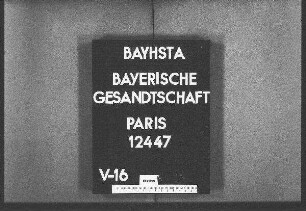 BAYHSTA
BAYERISCHE
GESANDTSCHAFT
PARIS
12447
V-16